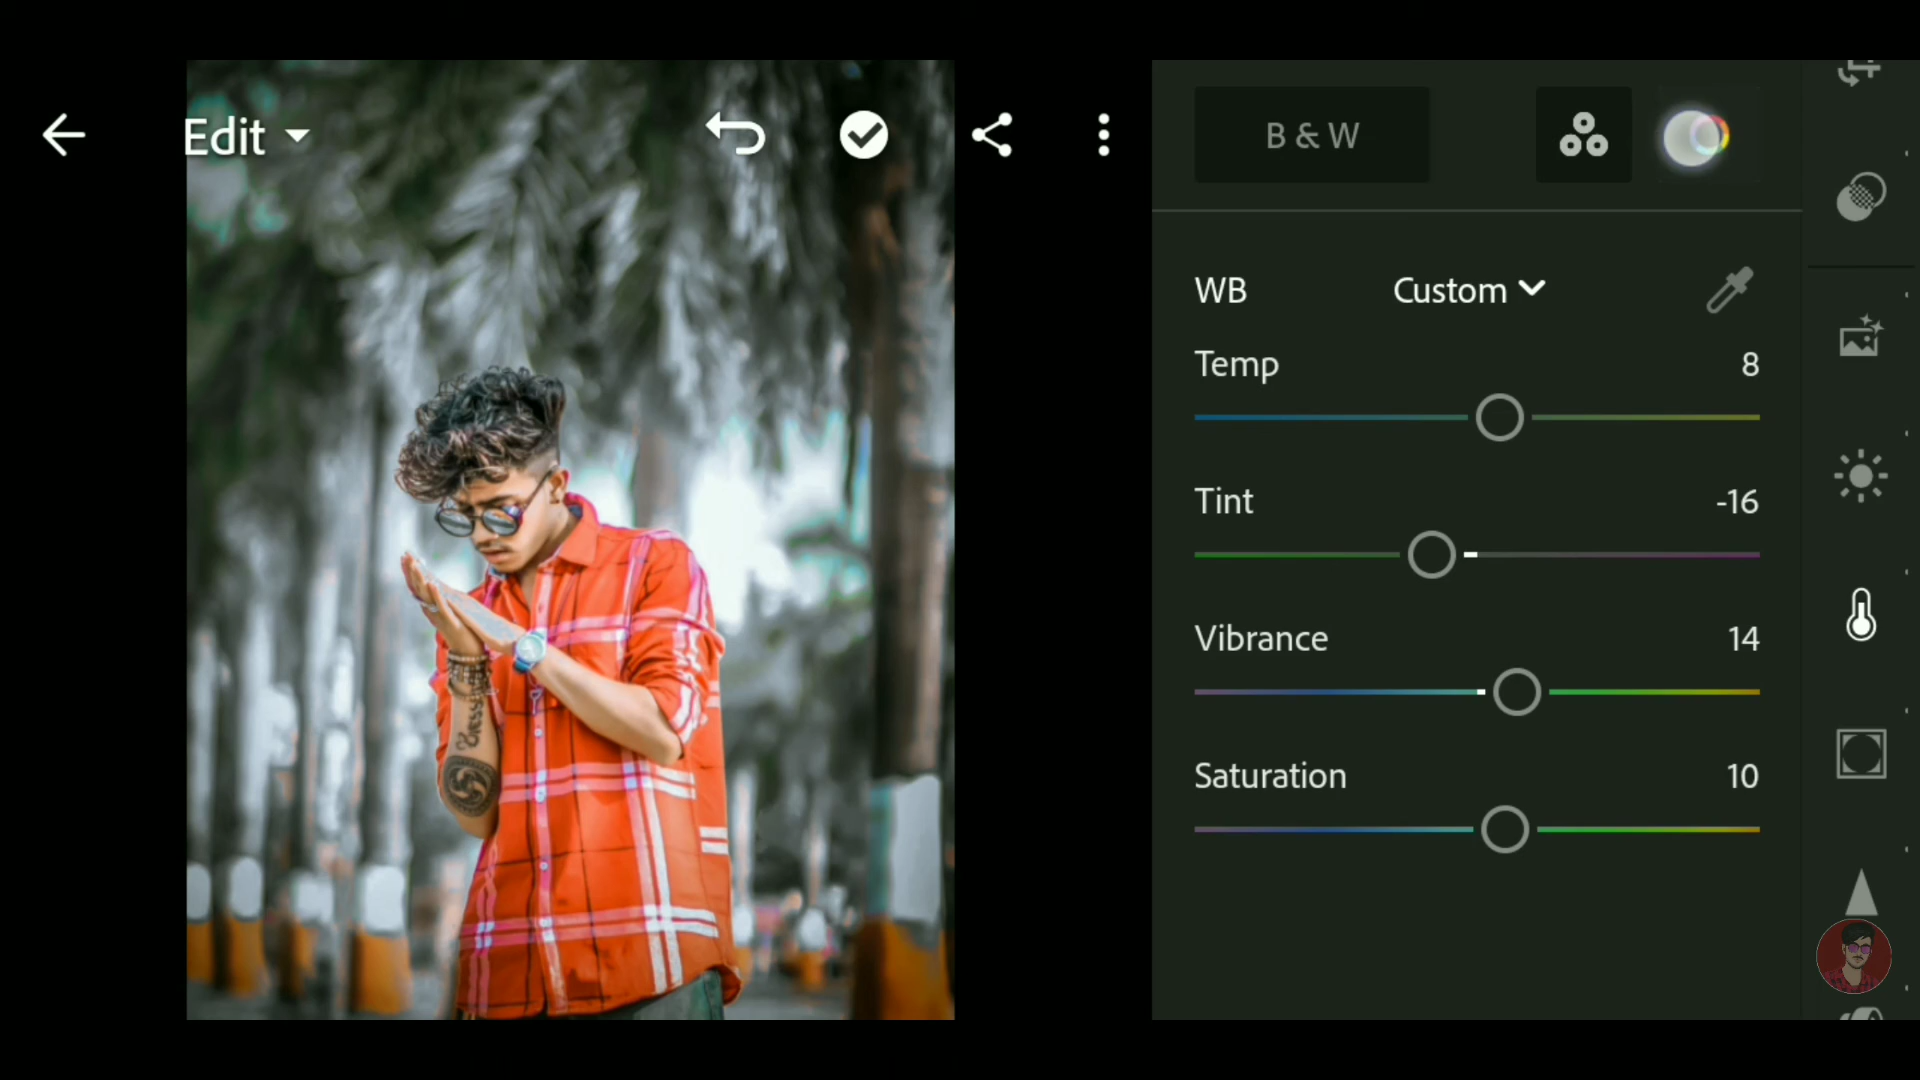 Edit
B & W
WB Custom
Temp 8
Tint -16
Vibrance 14
Saturation 10